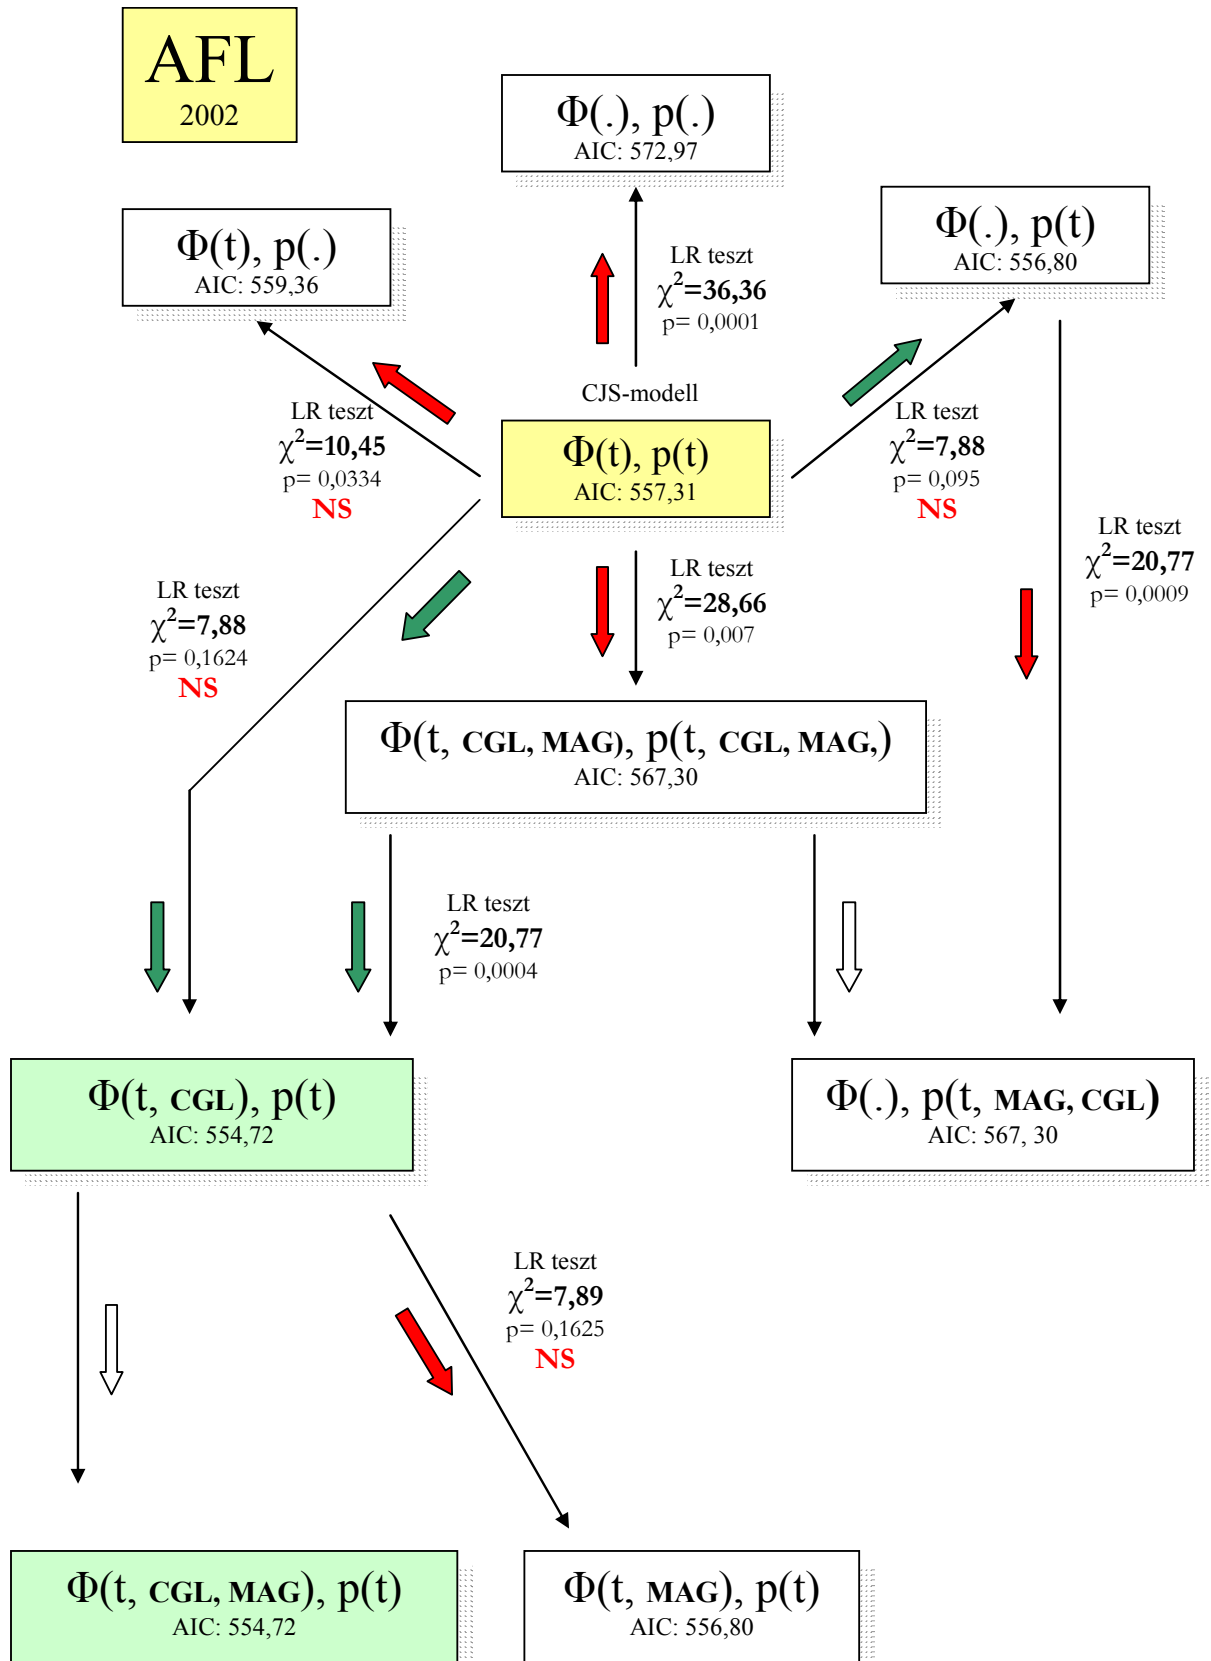 AFL
2002
Φ(.), p(.)
AIC: 572,97
Φ(t), p(.)
AIC: 559,36
Φ(.), p(t)
AIC: 556,80
LR teszt
χ²=36,36
p= 0,0001
CJS-modell
Φ(t), p(t)
AIC: 557,31
LR teszt
χ²=10,45
p= 0,0334
NS
LR teszt
χ²=7,88
p= 0,095
NS
LR teszt
χ²=7,88
p= 0,1624
NS
LR teszt
χ²=28,66
p= 0,007
LR teszt
χ²=20,77
p= 0,0009
Φ(t, CGL, MAG), p(t, CGL, MAG,)
AIC: 567,30
LR teszt
χ²=20,77
p= 0,0004
Φ(t, CGL), p(t)
AIC: 554,72
Φ(.), p(t, MAG, CGL)
AIC: 567, 30
LR teszt
χ²=7,89
p= 0,1625
NS
Φ(t, CGL, MAG), p(t)
AIC: 554,72
Φ(t, MAG), p(t)
AIC: 556,80